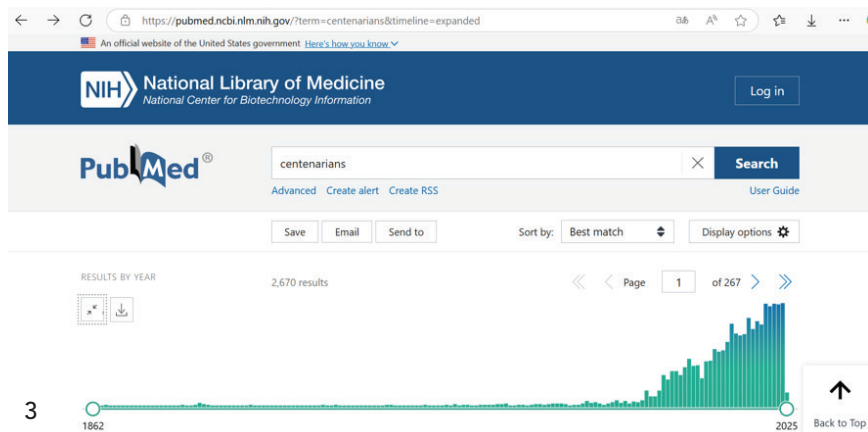 https://pubmed.ncbi.nlm.nih.gov/?term=centenarians&timeline=expanded
An official website of the United States government Here's how you know
NIH National Library of Medicine
National Center for Biotechnology Information
Log in
PubMed®
centenarians
Search
Advanced Create alert Create RSS
User Guide
Save Email Send to
Sort by: Best match
Display options
RESULTS BY YEAR
2,670 results
Page 1 of 267
3
1862
2025
Back to Top